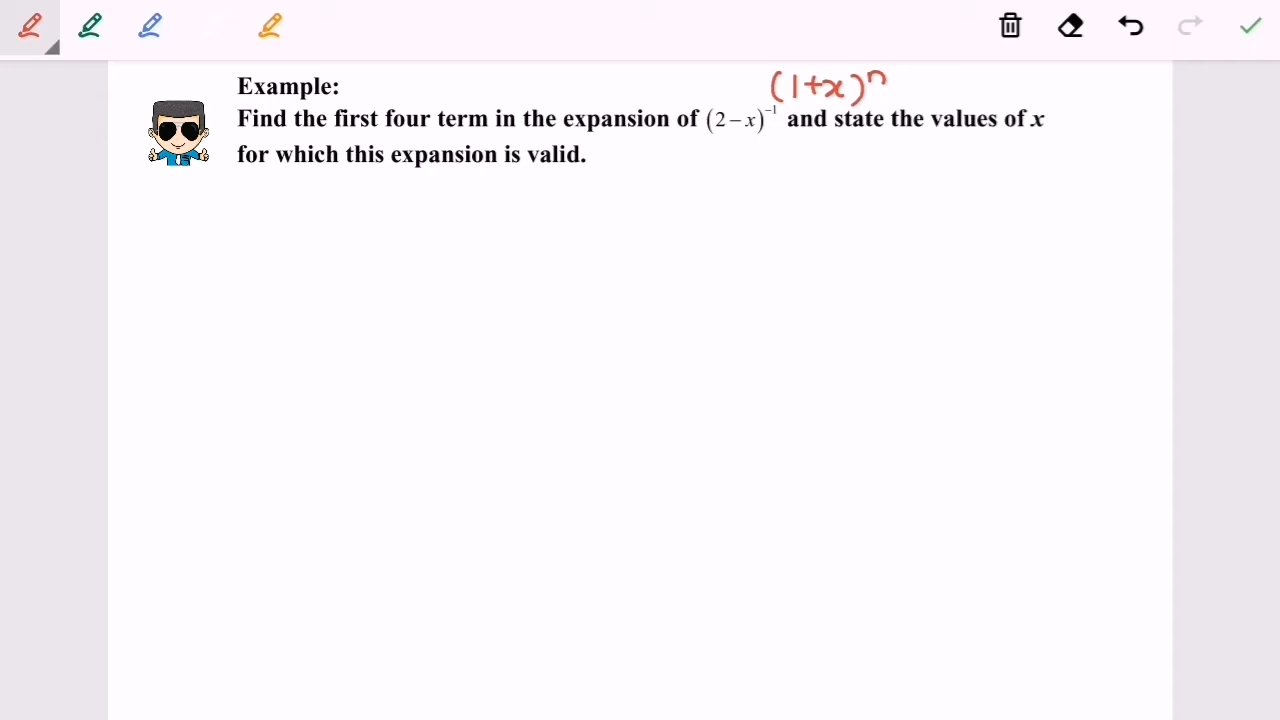 Example:
(1+x)ⁿ
Find the first four term in the expansion of (2−x)⁻¹ and state the values of x
for which this expansion is valid.